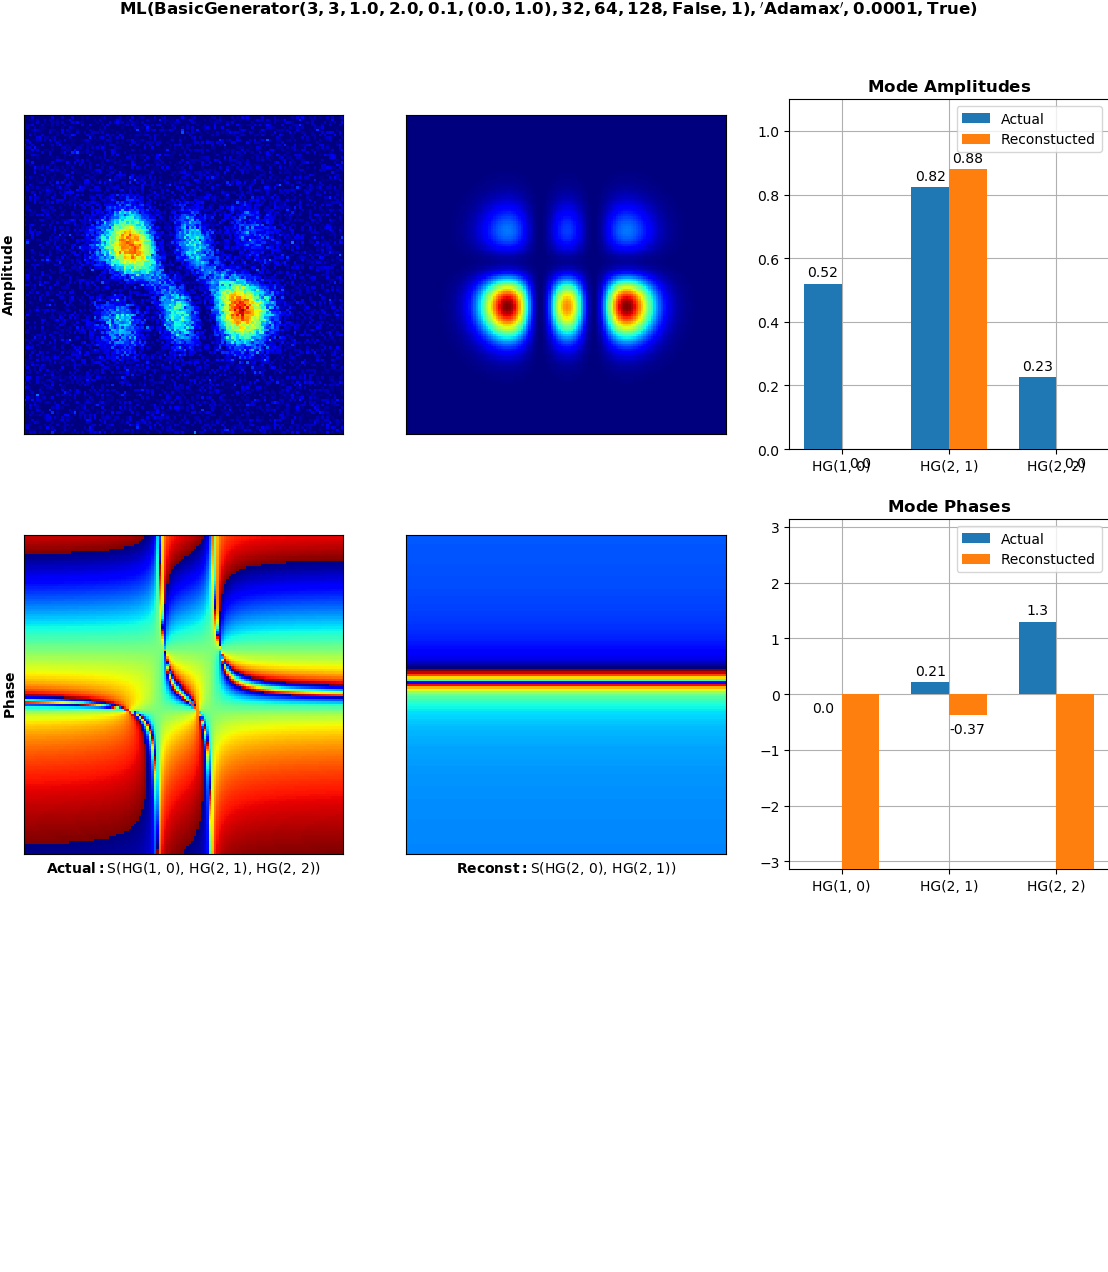 ML(BasicGenerator(3, 3, 1.0, 2.0, 0.1, (0.0, 1.0), 32, 64, 128, False, 1), 'Adamax', 0.0001, True)
Mode Amplitudes
Amplitude
1.0
0.8
0.6
0.4
0.2
0.0
Actual
Reconstucted
0.52
0.0
0.82
0.88
0.23
0.0
HG(1, 0)
HG(2, 1)
HG(2, 2)
Mode Phases
Phase
3
2
1
0
−1
−2
−3
Actual
Reconstucted
0.0
0.21
-0.37
1.3
HG(1, 0)
HG(2, 1)
HG(2, 2)
Actual: S(HG(1, 0), HG(2, 1), HG(2, 2))
Reconst: S(HG(2, 0), HG(2, 1))